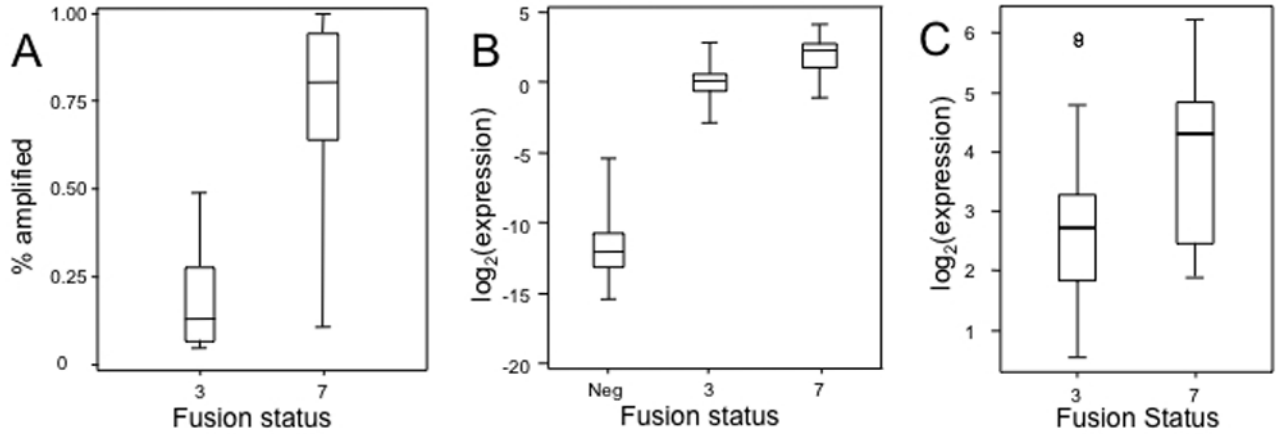 A
1.00
0.75
0.50
0.25
0
% amplified
3 7
Fusion status
B
5
0
-5
-10
-15
-20
log2(expression)
Neg 3 7
Fusion status
C
6
5
4
3
2
1
log2(expression)
3 7
Fusion Status